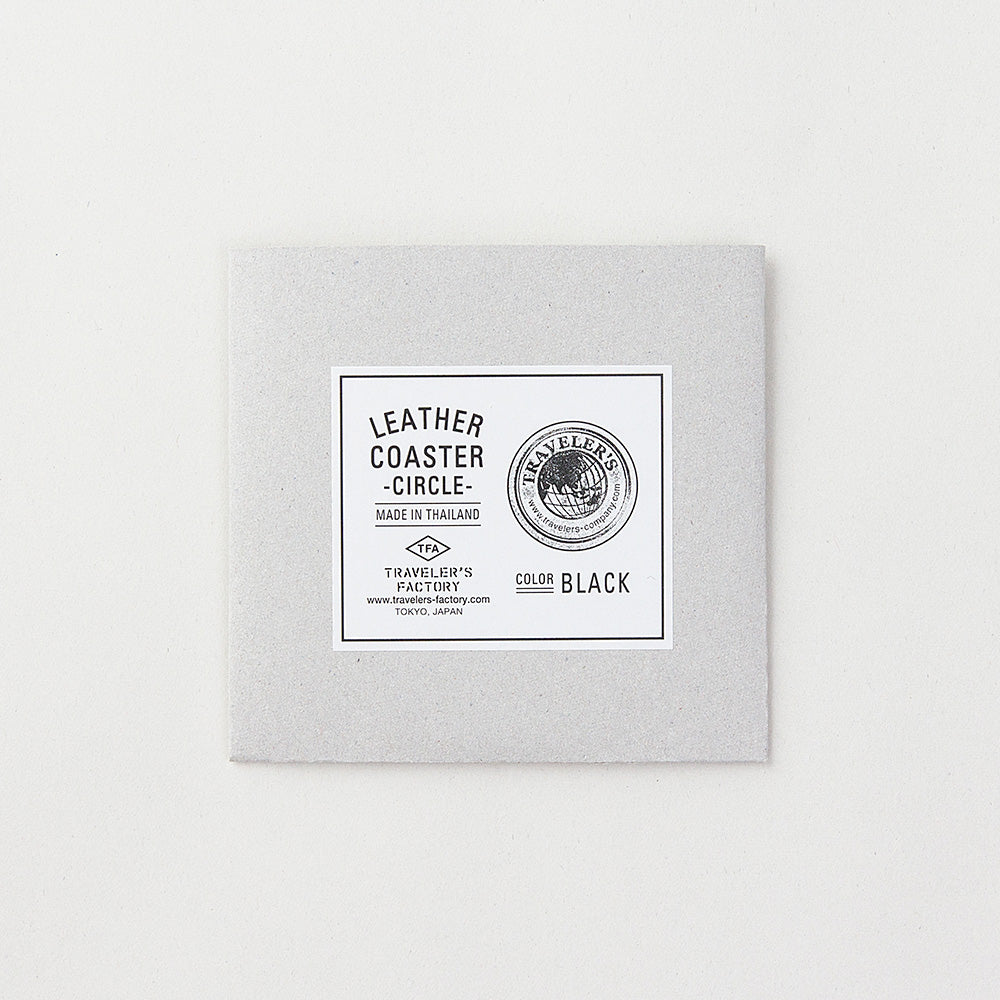 LEATHER
COASTER
-CIRCLE-
MADE IN THAILAND
TFA
TRAVELER'S
FACTORY
www.travelers-factory.com
TOKYO, JAPAN
TRAVELER'S
www.travelers-company.com
COLOR BLACK